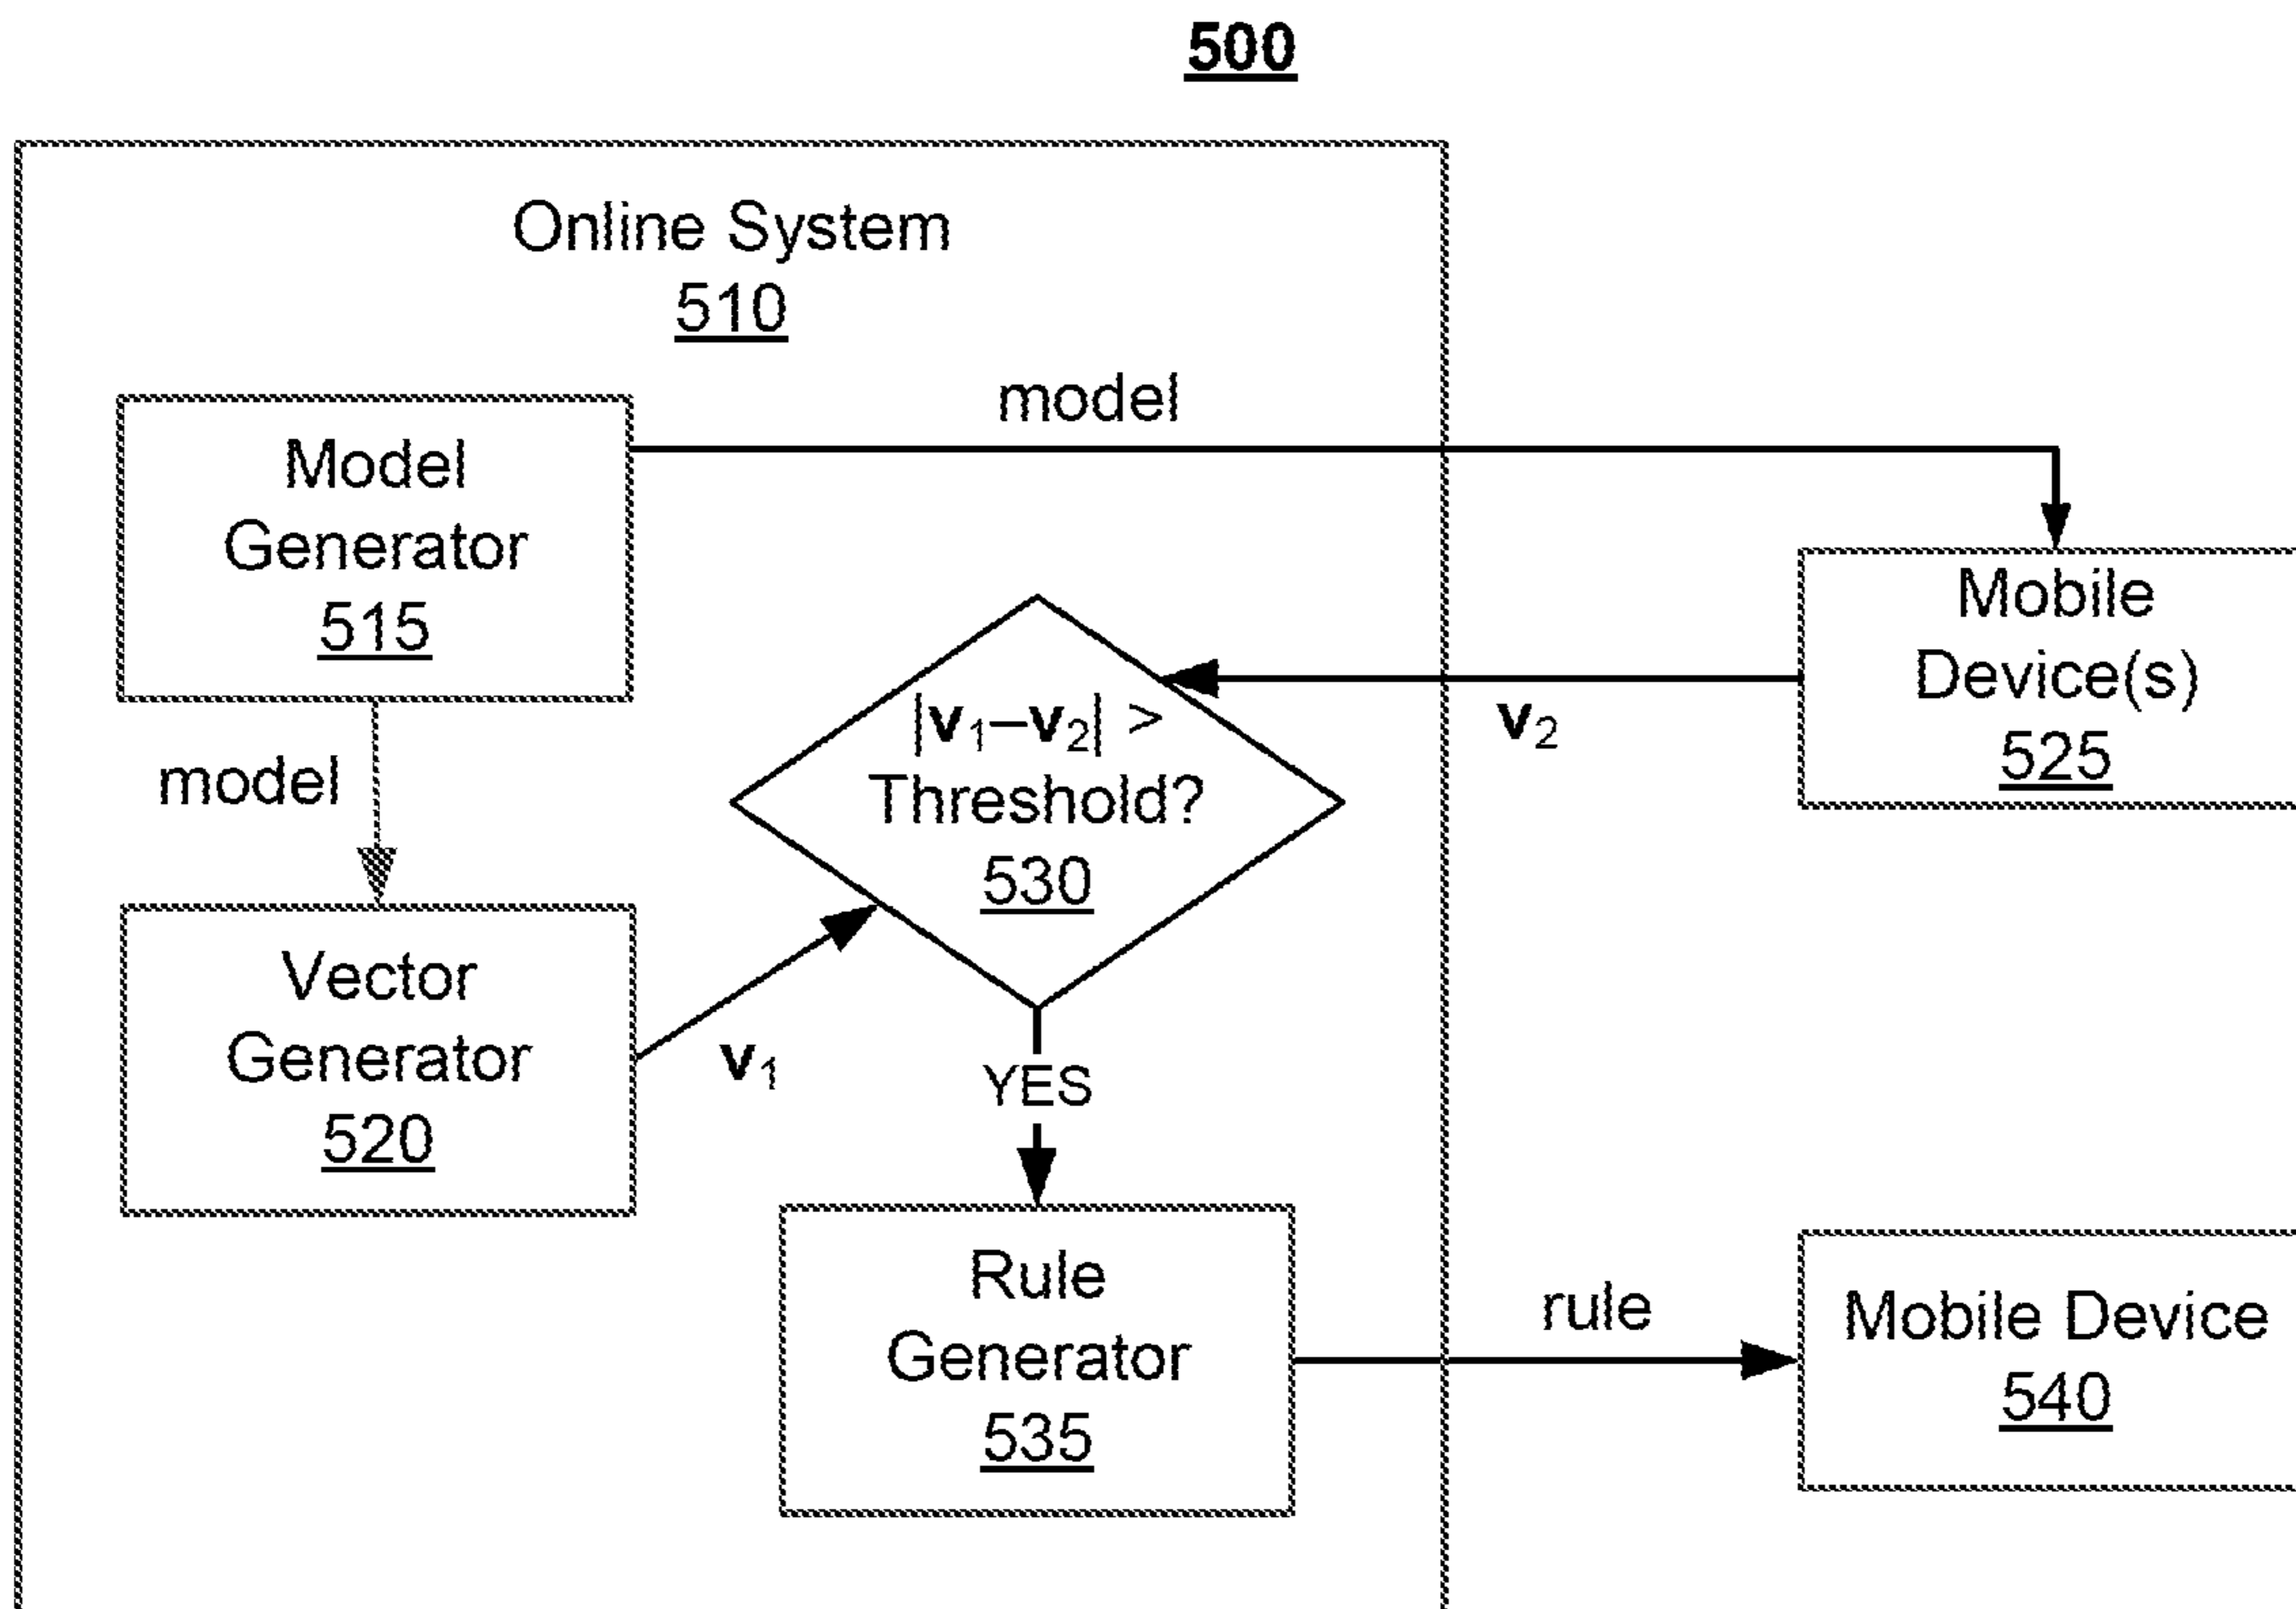 500
Online System
510
model
Model
Generator
515
Mobile
Device(s)
525
|v₁–v₂| >
Threshold?
530
v₂
model
Vector
Generator
520
v₁
YES
Rule
Generator
535
rule
Mobile Device
540